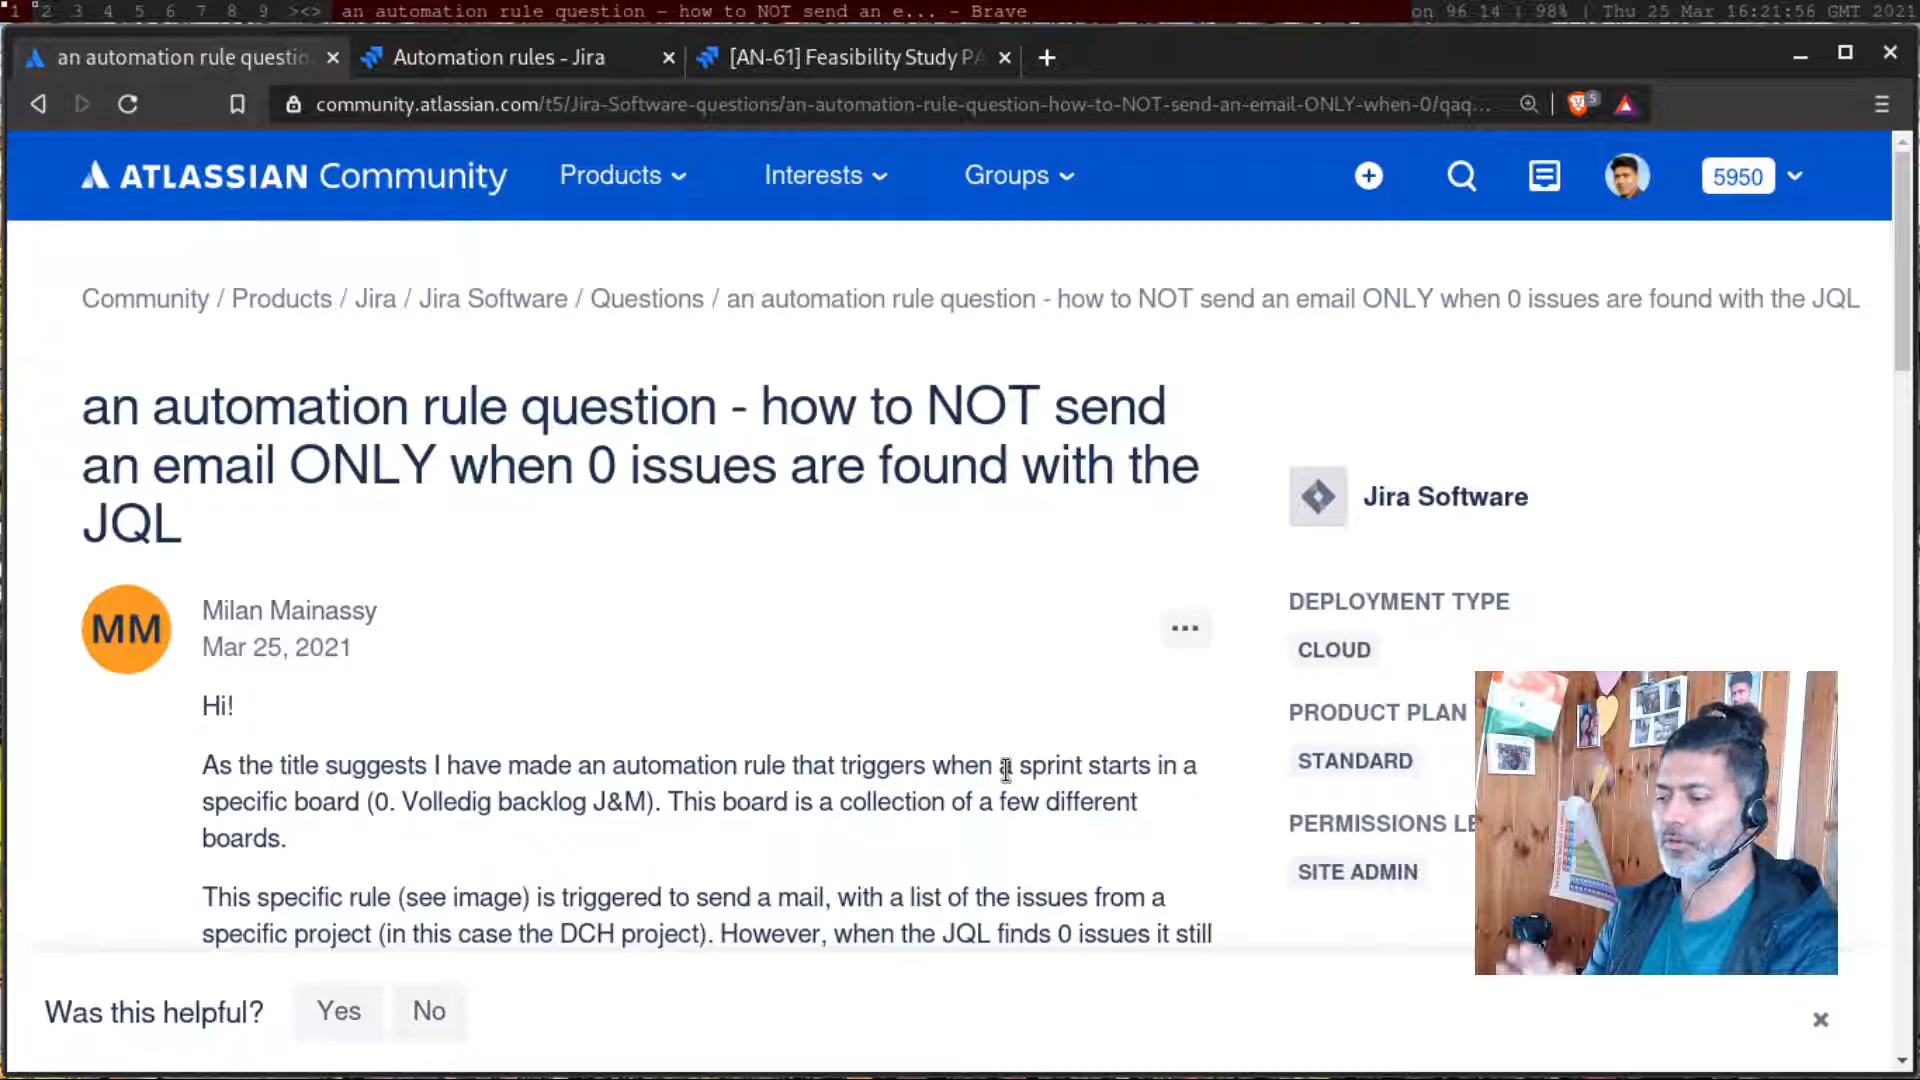 1 2 3 4 5 6 7 8 9 ><> an automation rule question – how to NOT send an e... – Brave on 96 14 | 98% | Thu 25 Mar 16:21:56 GMT 2021
an automation rule questio
Automation rules - Jira
[AN-61] Feasibility Study PA
community.atlassian.com/t5/Jira-Software-questions/an-automation-rule-question-how-to-NOT-send-an-email-ONLY-when-0/qaq...
5
ATLASSIAN Community
Products
Interests
Groups
5950
Community / Products / Jira / Jira Software / Questions / an automation rule question - how to NOT send an email ONLY when 0 issues are found with the JQL
an automation rule question - how to NOT send
an email ONLY when 0 issues are found with the
JQL
Jira Software
MM
Milan Mainassy
Mar 25, 2021
...
DEPLOYMENT TYPE
CLOUD
PRODUCT PLAN
STANDARD
PERMISSIONS LE
SITE ADMIN
Hi!
As the title suggests I have made an automation rule that triggers when a sprint starts in a
specific board (0. Volledig backlog J&M). This board is a collection of a few different
boards.
This specific rule (see image) is triggered to send a mail, with a list of the issues from a
specific project (in this case the DCH project). However, when the JQL finds 0 issues it still
Was this helpful?
Yes
No